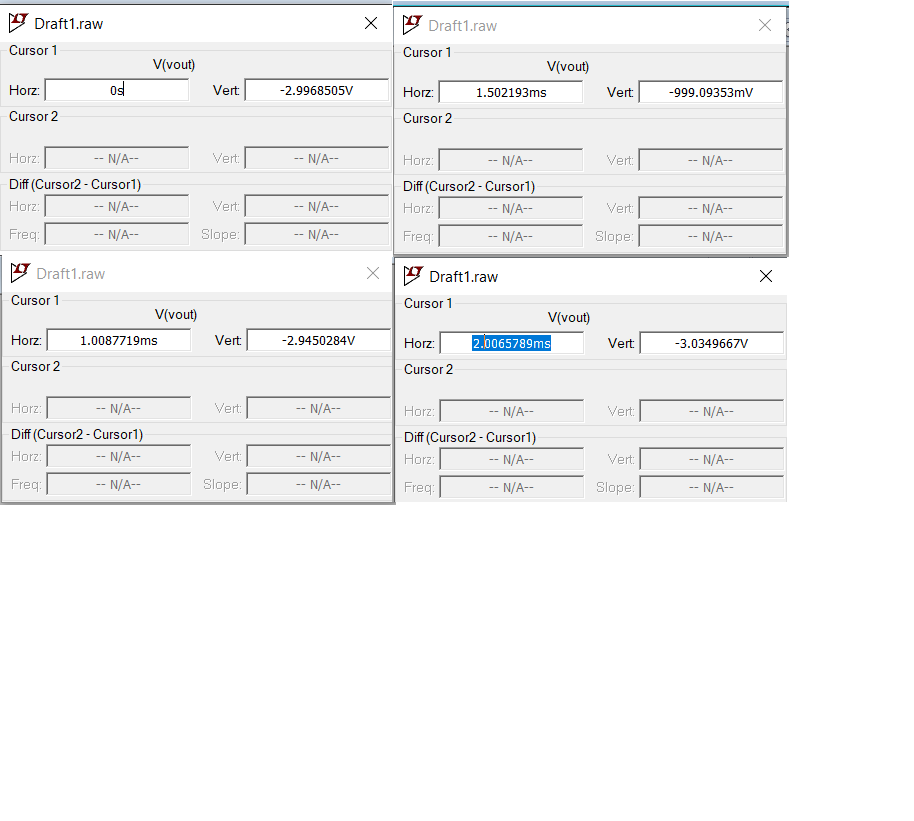 Draft1.raw
Cursor 1
V(vout)
Horz: 0s Vert: -2.9968505V
Cursor 2
Horz: -- N/A-- Vert: -- N/A--
Diff (Cursor2 - Cursor1)
Horz: -- N/A-- Vert: -- N/A--
Freq: -- N/A-- Slope: -- N/A--
Draft1.raw
Cursor 1
V(vout)
Horz: 1.502193ms Vert: -999.09353mV
Cursor 2
Horz: -- N/A-- Vert: -- N/A--
Diff (Cursor2 - Cursor1)
Horz: -- N/A-- Vert: -- N/A--
Freq: -- N/A-- Slope: -- N/A--
Draft1.raw
Cursor 1
V(vout)
Horz: 1.0087719ms Vert: -2.9450284V
Cursor 2
Horz: -- N/A-- Vert: -- N/A--
Diff (Cursor2 - Cursor1)
Horz: -- N/A-- Vert: -- N/A--
Freq: -- N/A-- Slope: -- N/A--
Draft1.raw
Cursor 1
V(vout)
Horz: 2.0065789ms Vert: -3.0349667V
Cursor 2
Horz: -- N/A-- Vert: -- N/A--
Diff (Cursor2 - Cursor1)
Horz: -- N/A-- Vert: -- N/A--
Freq: -- N/A-- Slope: -- N/A--